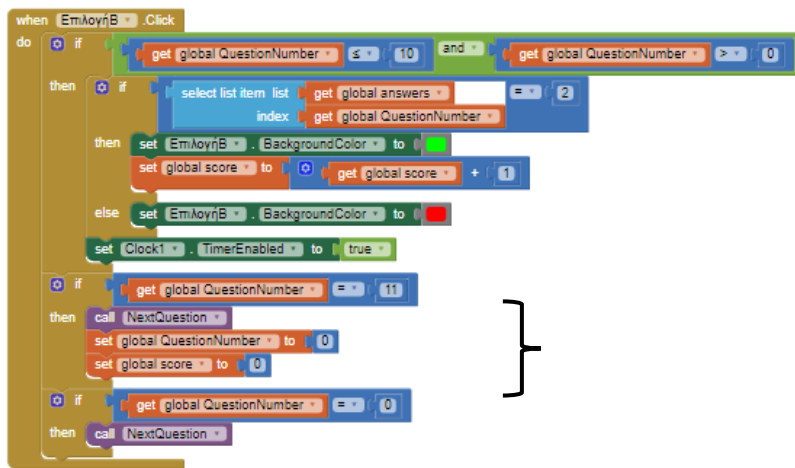 when ΕπιλογήΒ .Click
do if get global QuestionNumber ≤ 10 and get global QuestionNumber > 0
then if select list item list get global answers = 2
index get global QuestionNumber
then set ΕπιλογήΒ . BackgroundColor to
set global score to get global score + 1
else set ΕπιλογήΒ . BackgroundColor to
set Clock1 . TimerEnabled to true
if get global QuestionNumber = 11
then call NextQuestion
set global QuestionNumber to 0
set global score to 0
if get global QuestionNumber = 0
then call NextQuestion